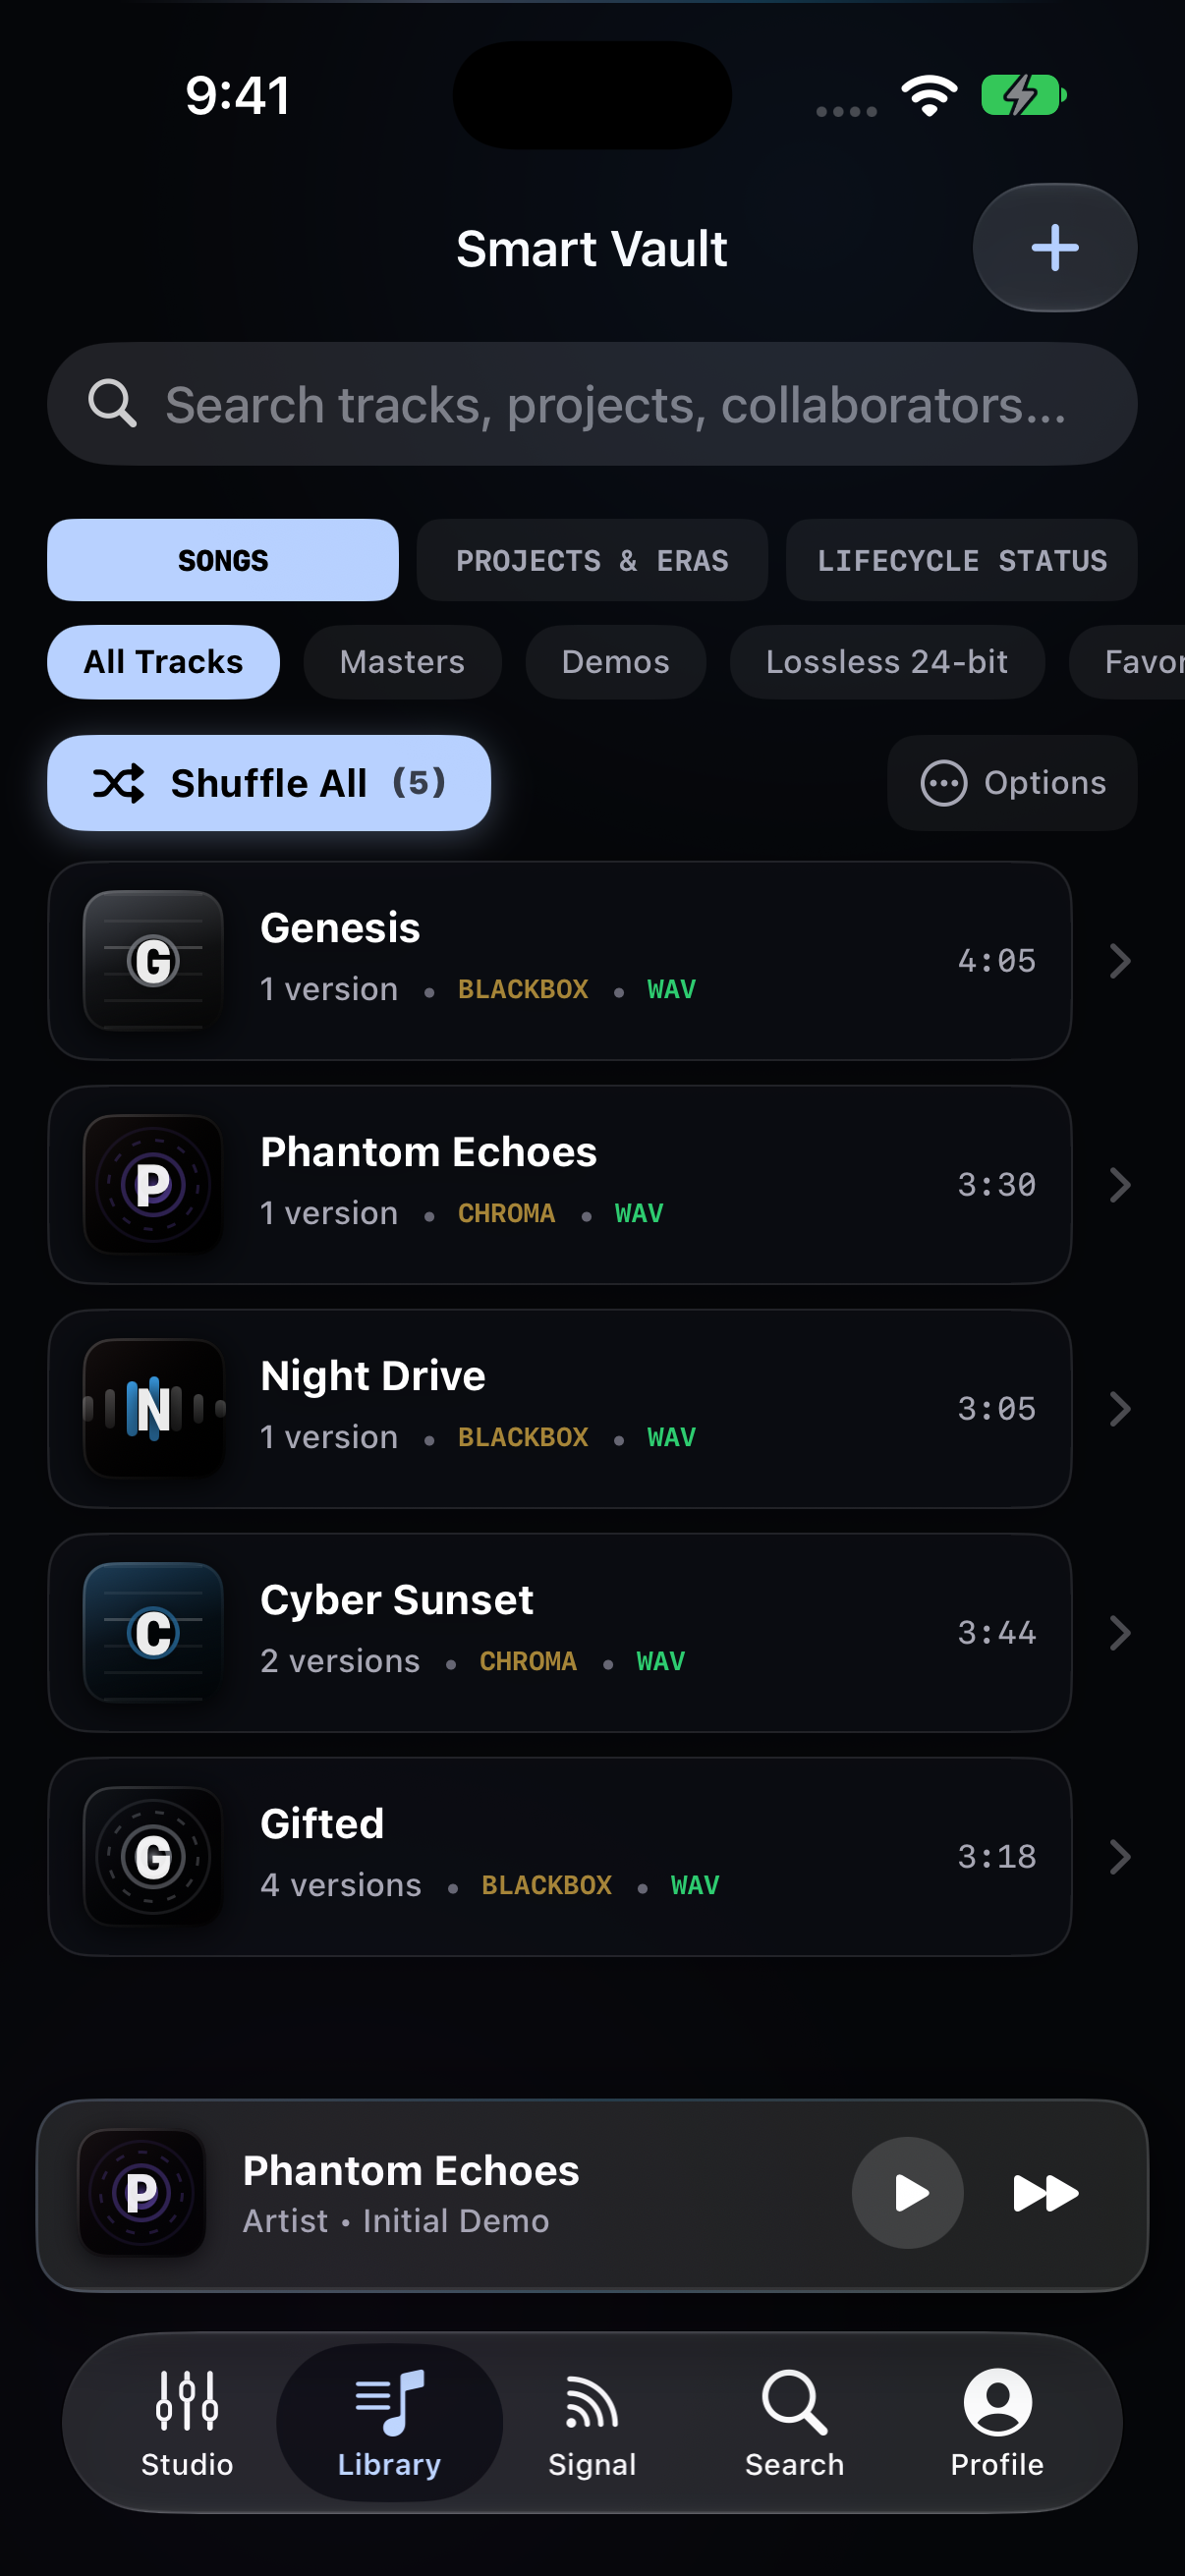 9:41
Smart Vault
Search tracks, projects, collaborators...
SONGS PROJECTS & ERAS LIFECYCLE STATUS
All Tracks Masters Demos Lossless 24-bit Favor
Shuffle All (5) Options
G Genesis
1 version • BLACKBOX • WAV
4:05
P Phantom Echoes
1 version • CHROMA • WAV
3:30
N Night Drive
1 version • BLACKBOX • WAV
3:05
C Cyber Sunset
2 versions • CHROMA • WAV
3:44
G Gifted
4 versions • BLACKBOX • WAV
3:18
P Phantom Echoes
Artist • Initial Demo
Studio Library Signal Search Profile